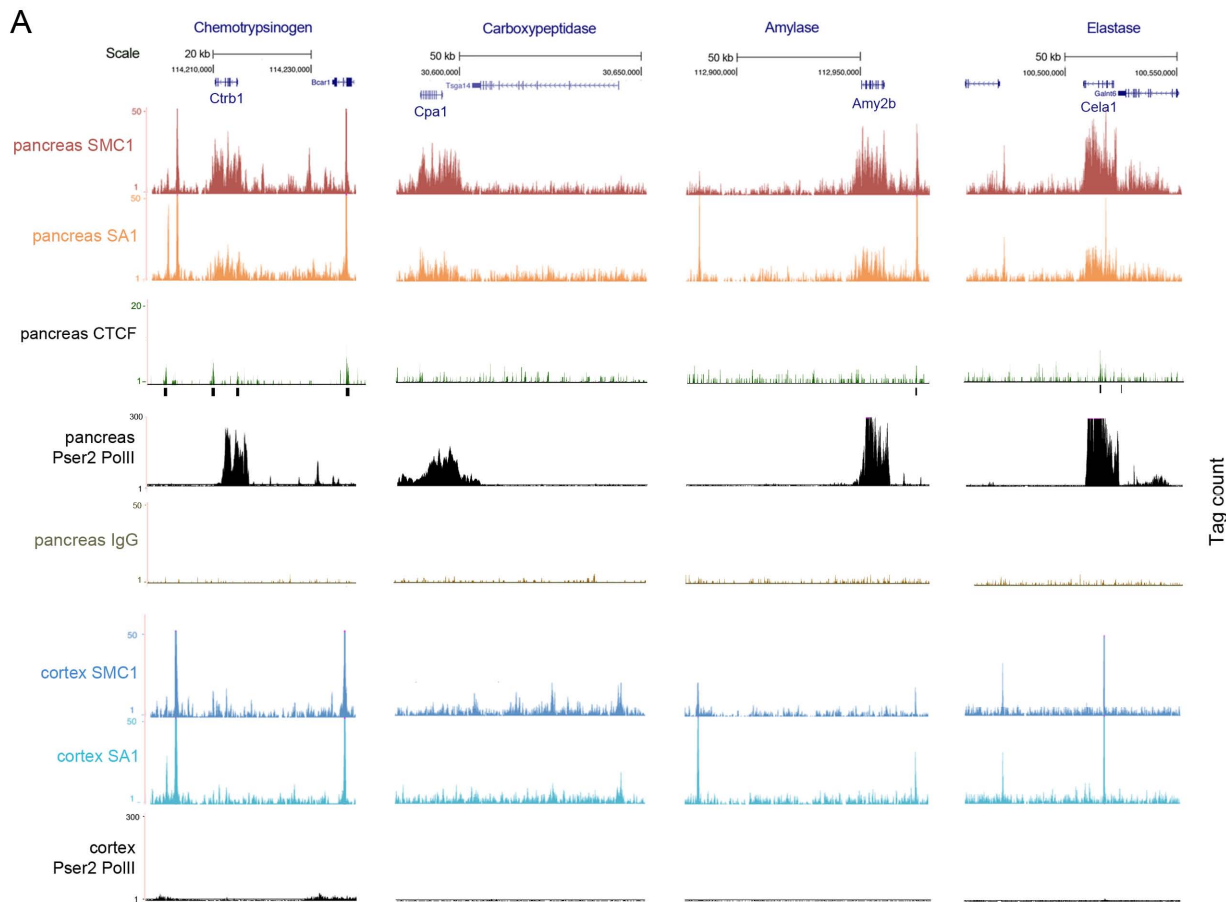 A
Chemotrypsinogen Carboxypeptidase Amylase Elastase
Scale 20 kb 50 kb 50 kb 50 kb
114,210,000 114,230,000 30,600,000 30,650,000 112,900,000 112,950,000 100,500,000 100,550,000
Bcar1 Tsga14 Galnt6
Ctrb1 Cpa1 Amy2b Cela1
50
pancreas SMC1
1
50
pancreas SA1
1
20
pancreas CTCF
1
300
pancreas
Pser2 PolII
1
50
pancreas IgG
1
Tag count
50
cortex SMC1
1
50
cortex SA1
1
300
cortex
Pser2 PolII
1